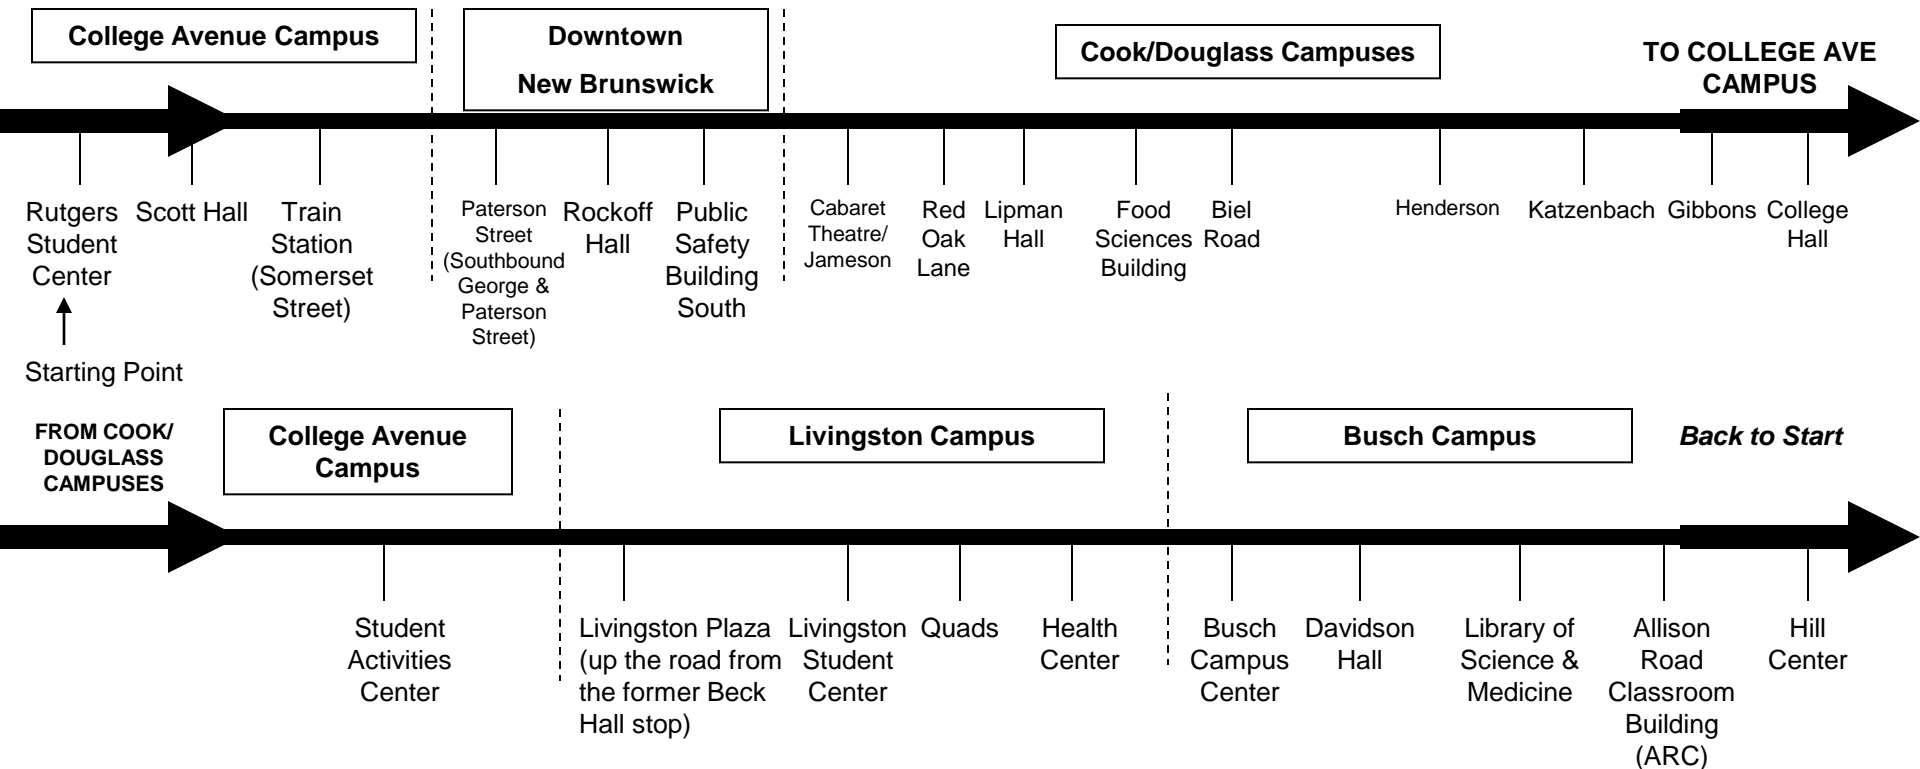 College Avenue Campus
Downtown
New Brunswick
Cook/Douglass Campuses
TO COLLEGE AVE
CAMPUS
Rutgers
Student
Center
Scott Hall
Train
Station
(Somerset
Street)
Paterson
Street
(Southbound
George &
Paterson
Street)
Rockoff
Hall
Public
Safety
Building
South
Cabaret
Theatre/
Jameson
Red
Oak
Lane
Lipman
Hall
Food
Sciences
Building
Biel
Road
Henderson
Katzenbach
Gibbons
College
Hall
Starting Point
FROM COOK/
DOUGLASS
CAMPUSES
College Avenue
Campus
Livingston Campus
Busch Campus
Back to Start
Student
Activities
Center
Livingston Plaza
(up the road from
the former Beck
Hall stop)
Livingston
Student
Center
Quads
Health
Center
Busch
Campus
Center
Davidson
Hall
Library of
Science &
Medicine
Allison
Road
Classroom
Building
(ARC)
Hill
Center